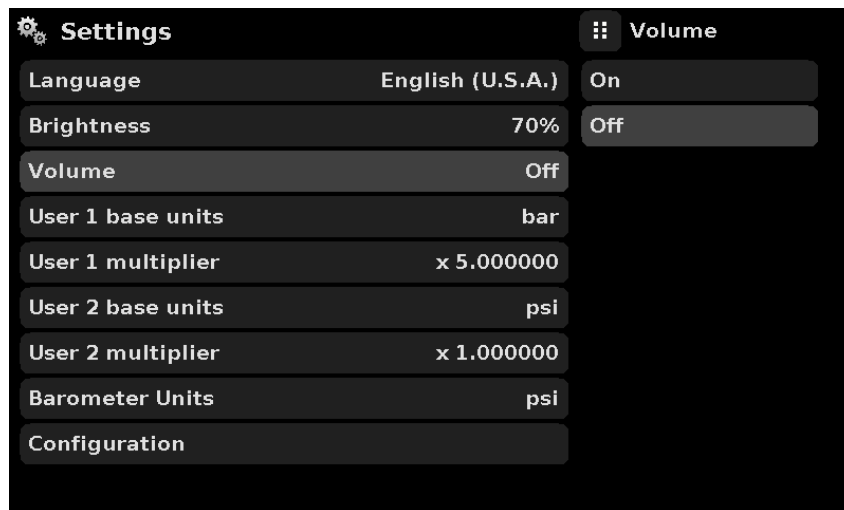 Settings
Language English (U.S.A.)
Brightness 70%
Volume Off
User 1 base units bar
User 1 multiplier x 5.000000
User 2 base units psi
User 2 multiplier x 1.000000
Barometer Units psi
Configuration
Volume
On
Off